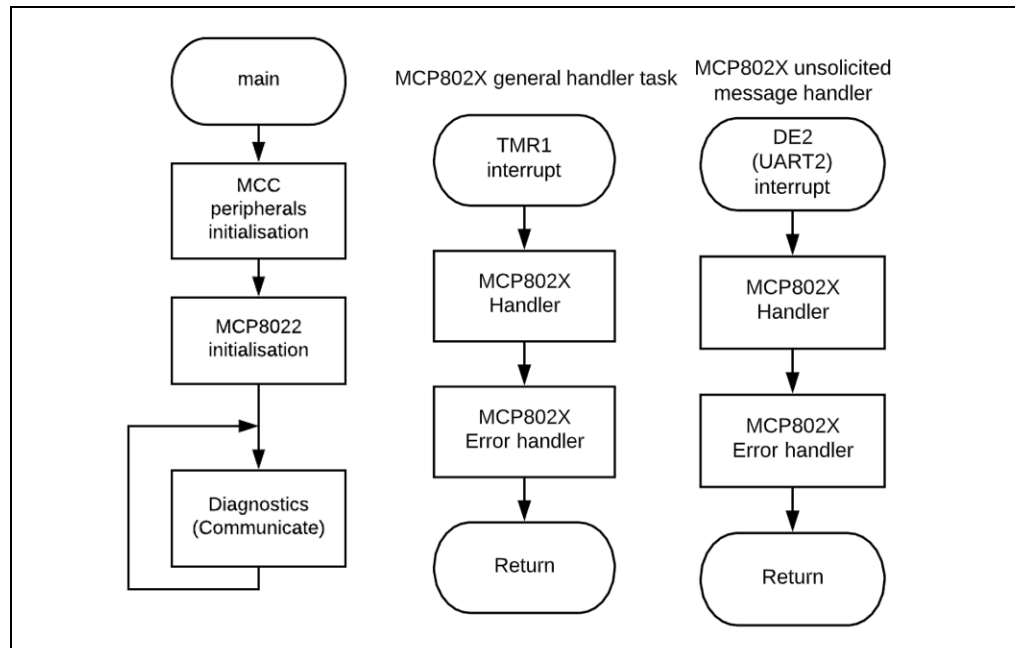 main
MCC
peripherals
initialisation
MCP8022
initialisation
Diagnostics
(Communicate)
MCP802X general handler task
TMR1
interrupt
MCP802X
Handler
MCP802X
Error handler
Return
MCP802X unsolicited
message handler
DE2
(UART2)
interrupt
MCP802X
Handler
MCP802X
Error handler
Return